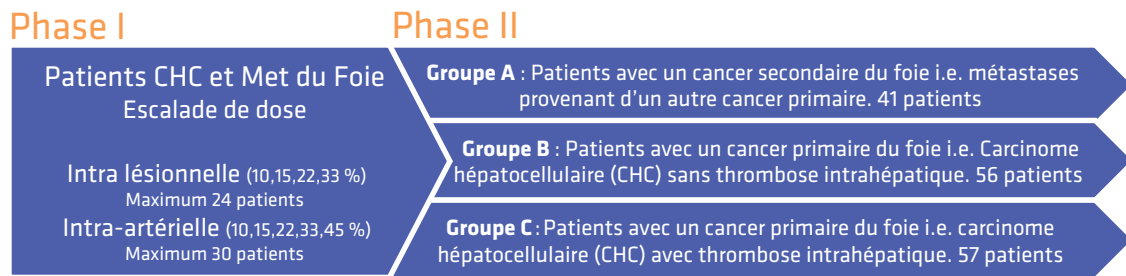 Phase I
Patients CHC et Met du Foie
Escalade de dose
Intra lésionnelle (10,15,22,33 %)
Maximum 24 patients
Intra-artérielle (10,15,22,33,45 %)
Maximum 30 patients
Phase II
Groupe A : Patients avec un cancer secondaire du foie i.e. métastases
provenant d’un autre cancer primaire. 41 patients
Groupe B : Patients avec un cancer primaire du foie i.e. Carcinome
hépatocellulaire (CHC) sans thrombose intrahépatique. 56 patients
Groupe C : Patients avec un cancer primaire du foie i.e. carcinome
hépatocellulaire (CHC) avec thrombose intrahépatique. 57 patients